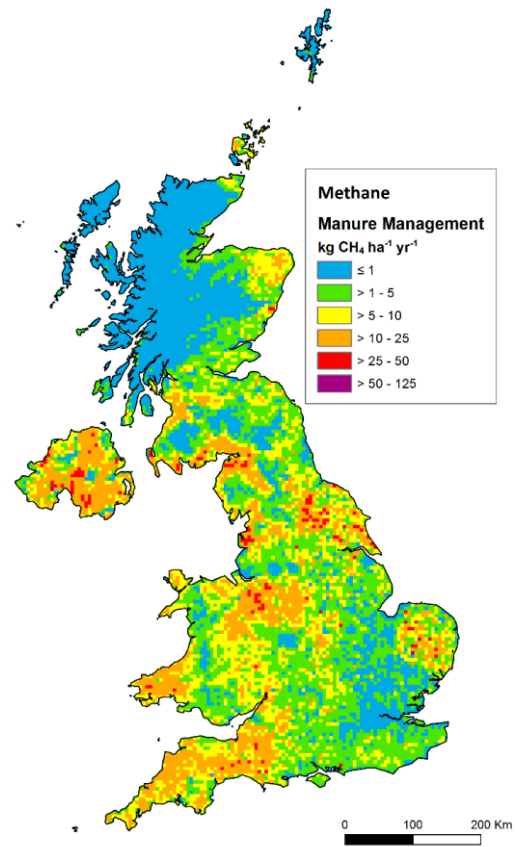 Methane
Manure Management
kg CH₄ ha⁻¹ yr⁻¹
≤ 1
> 1 - 5
> 5 - 10
> 10 - 25
> 25 - 50
> 50 - 125
0 100 200 Km